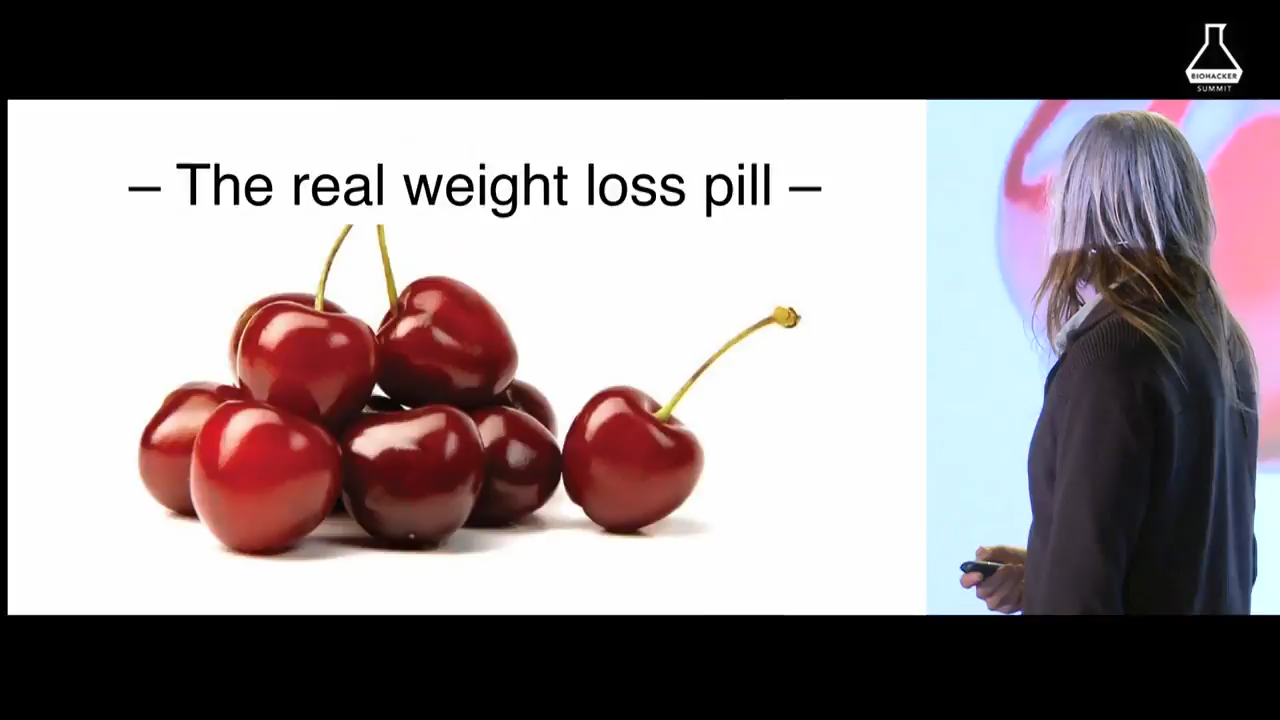 BIOHACKER
SUMMIT
– The real weight loss pill –